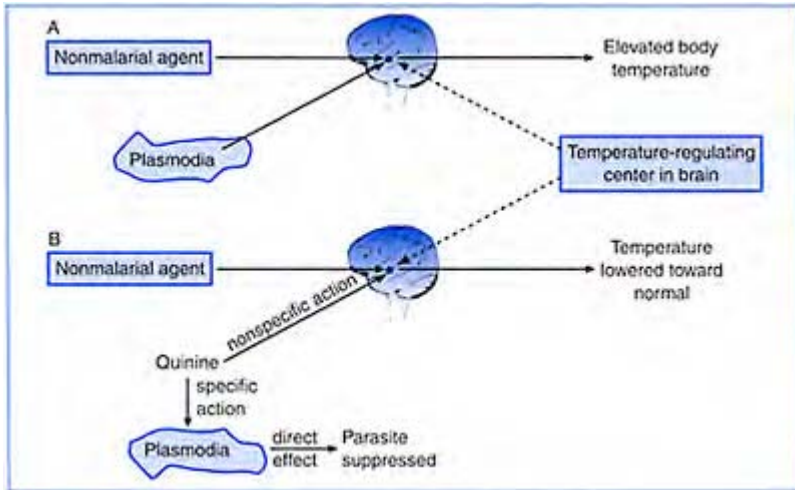 A
Nonmalarial agent
Elevated body
temperature
Plasmodia
Temperature-regulating
center in brain
B
Nonmalarial agent
Temperature
lowered toward
normal
nonspecific action
Quinine
specific
action
Plasmodia
direct
effect
Parasite
suppressed